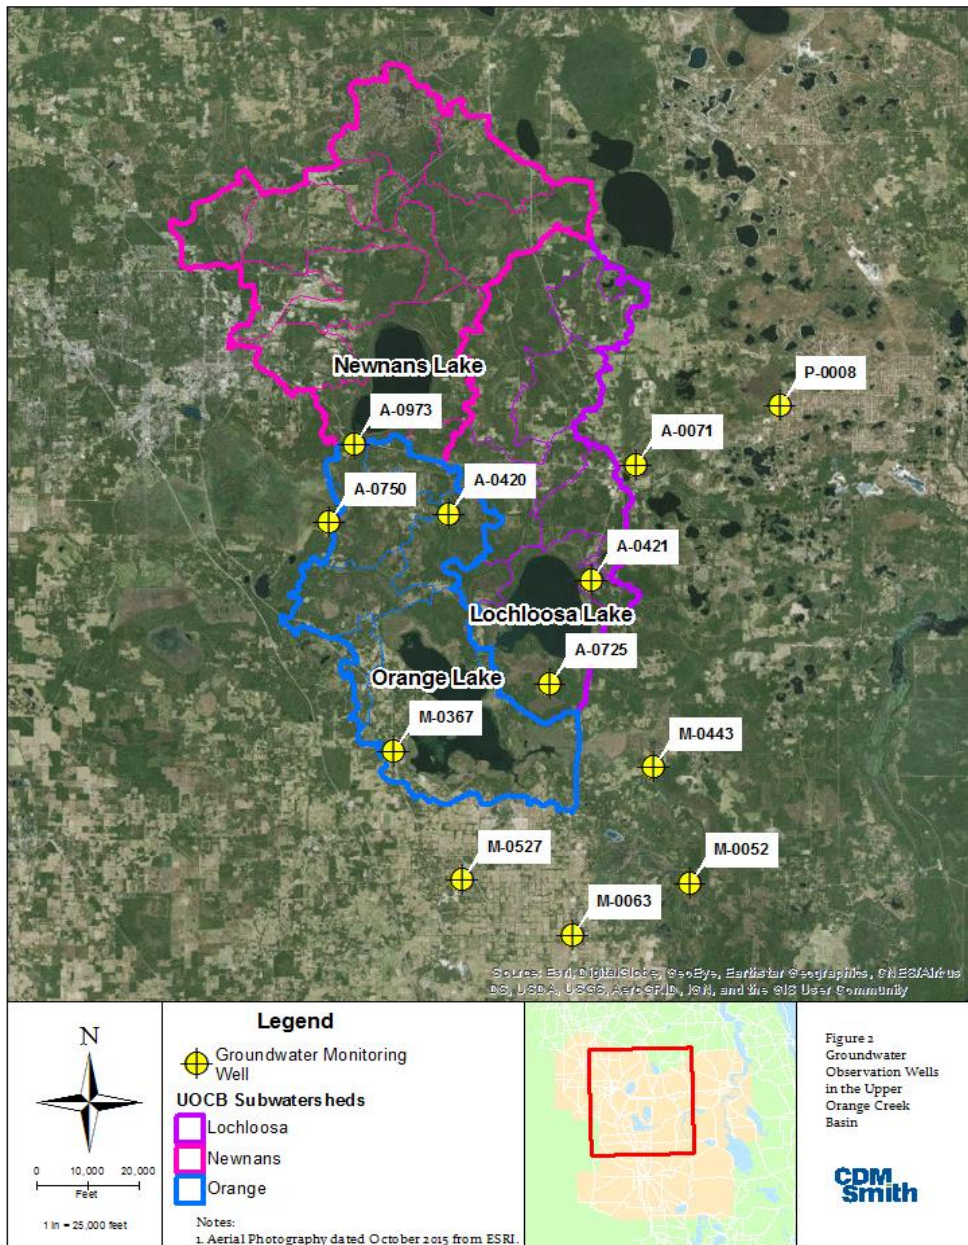 Newnans Lake
P-0008
A-0973
A-0071
A-0750
A-0420
A-0421
Lochloosa Lake
A-0725
Orange Lake
M-0367
M-0443
M-0527
M-0052
M-0063
Source: Esri, DigitalGlobe, GeoEye, Earthstar Geographics, CNES/Airbus
DS, USDA, USGS, AeroGRID, IGN, and the GIS User Community
N
0 10,000 20,000
Feet
1 in = 25,000 feet
Legend
Groundwater Monitoring
Well
UOCB Subwatersheds
Lochloosa
Newnans
Orange
Notes:
1. Aerial Photography dated October 2015 from ESRI.
Figure 2
Groundwater
Observation Wells
in the Upper
Orange Creek
Basin
CDM
Smith